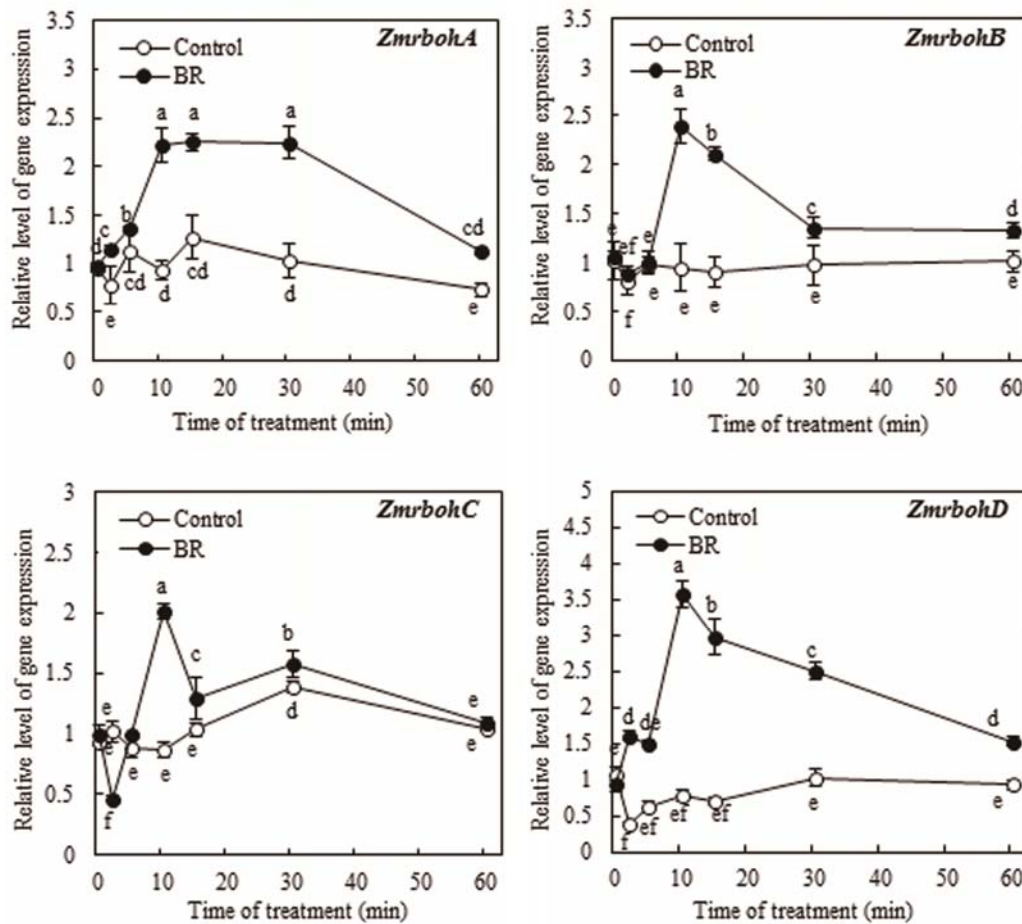 Relative level of gene expression
3.5
3
2.5
2
1.5
1
0.5
0
ZmrbohA
Control
BR
a a a
b
c
d
cd
cd
cd
d
d
e
e
0 10 20 30 40 50 60
Time of treatment (min)
Relative level of gene expression
3.5
3
2.5
2
1.5
1
0.5
0
ZmrbohB
Control
BR
a
b
c
d
e
ef
e
f
e
e
e
e
e
0 10 20 30 40 50 60
Time of treatment (min)
Relative level of gene expression
3
2.5
2
1.5
1
0.5
0
ZmrbohC
Control
BR
a
b
c
d
e
e
e
e
e
e
e
f
0 10 20 30 40 50 60
Time of treatment (min)
Relative level of gene expression
5
4.5
4
3.5
3
2.5
2
1.5
1
0.5
0
ZmrbohD
Control
BR
a
b
c
d
de
d
e
f
ef
ef
ef
e
e
0 10 20 30 40 50 60
Time of treatment (min)